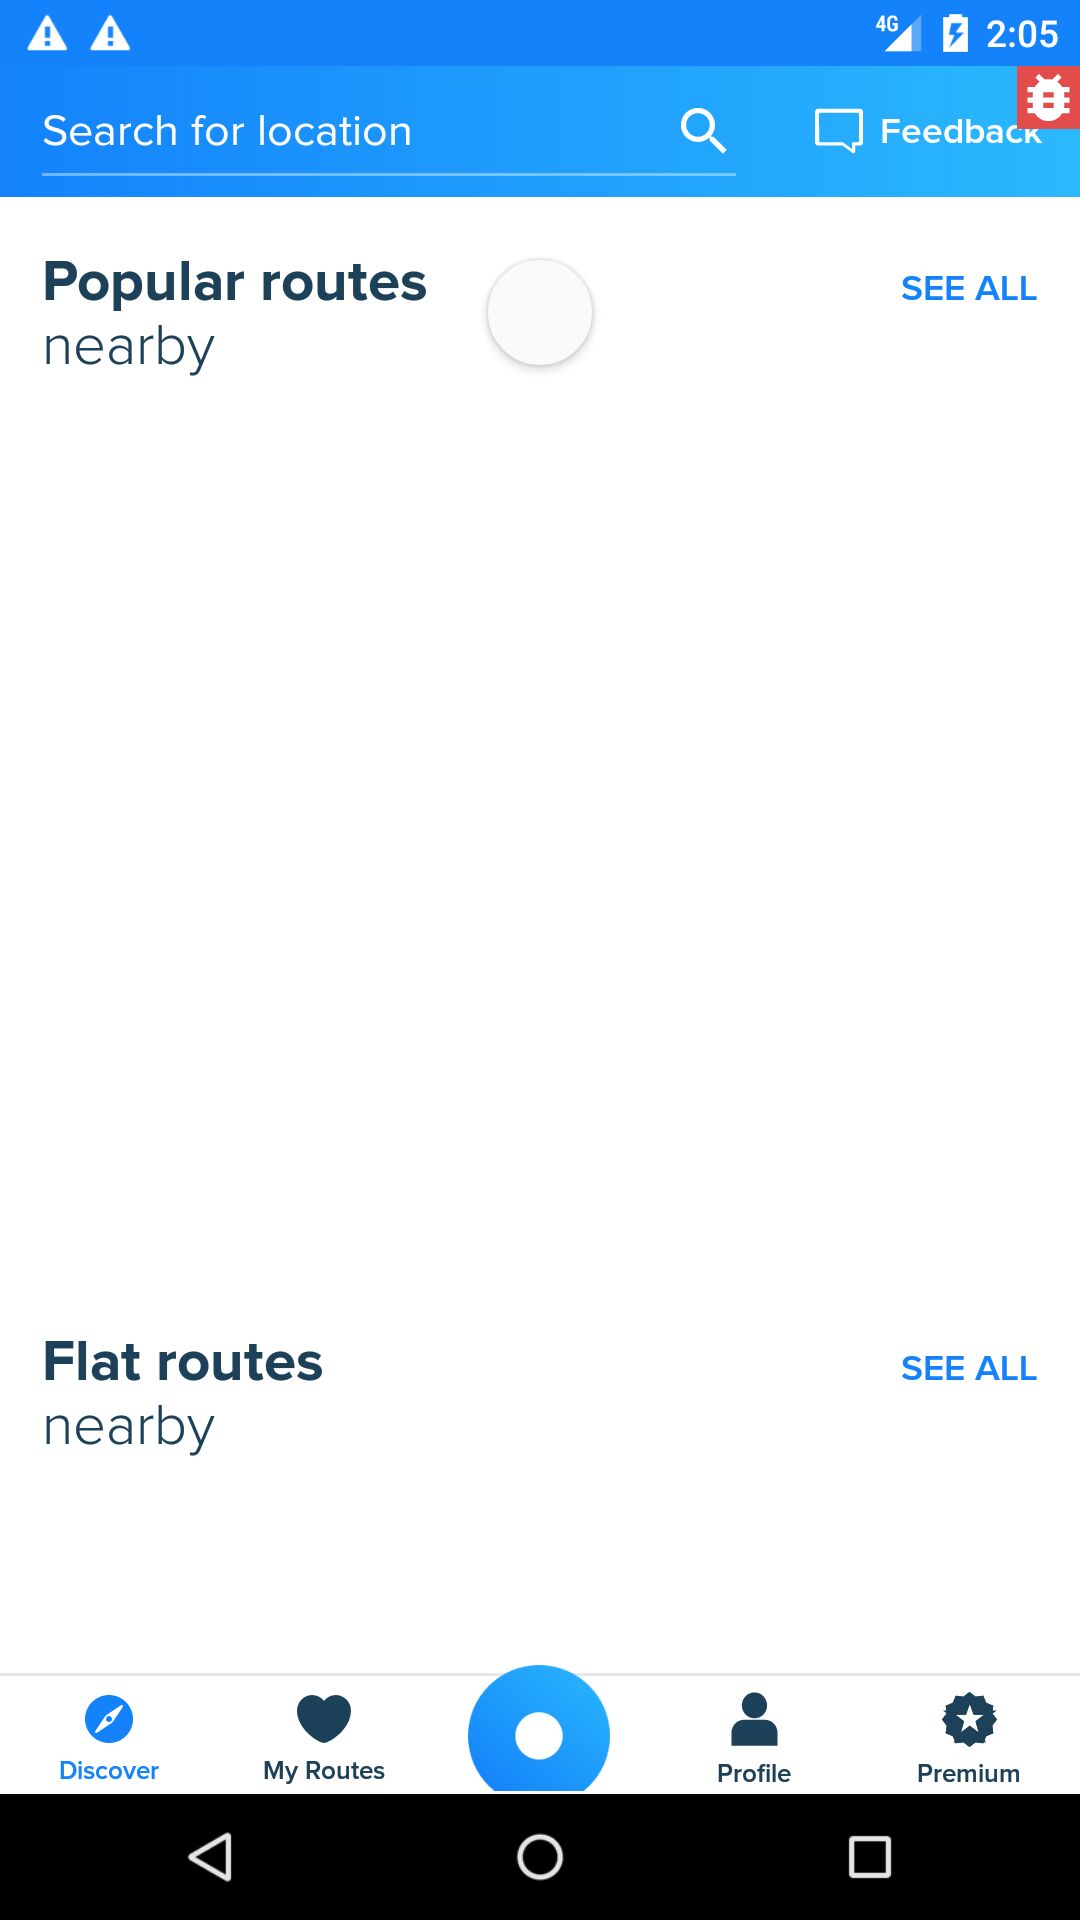 4G 2:05
Search for location
Feedback
Popular routes
SEE ALL
nearby
Flat routes
SEE ALL
nearby
Discover
My Routes
Profile
Premium